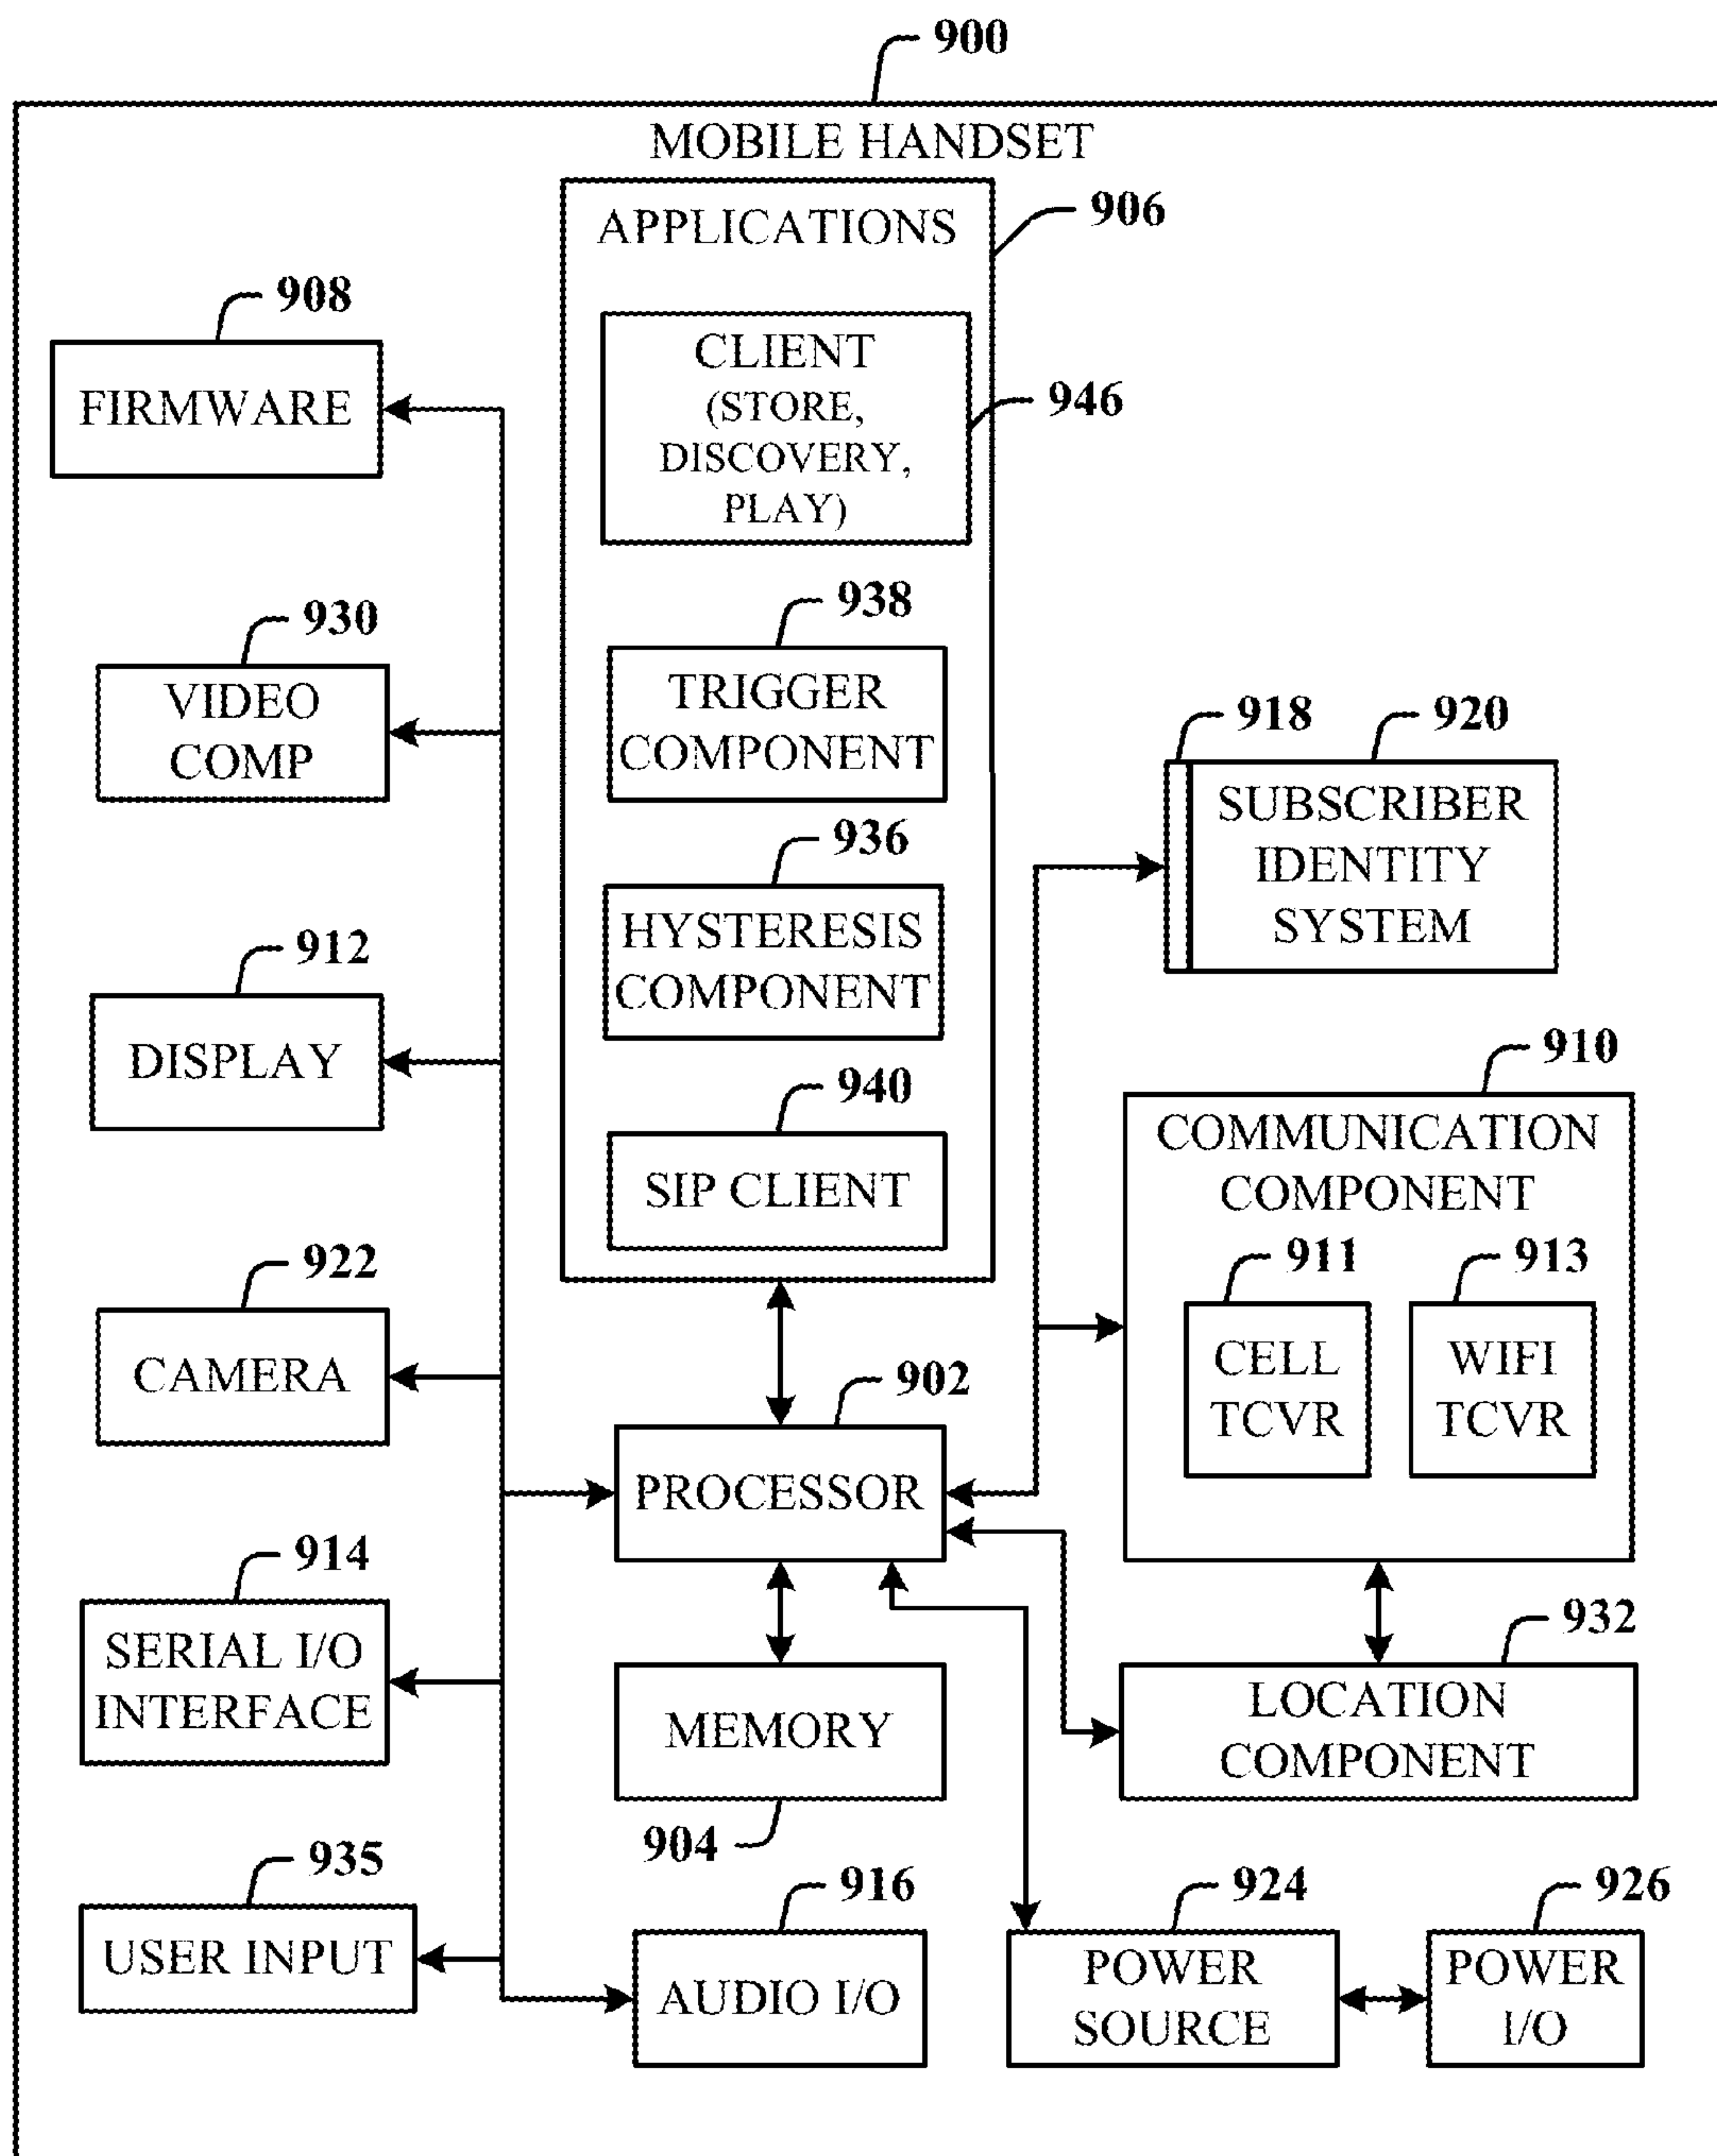 900
MOBILE HANDSET
APPLICATIONS
906
CLIENT
(STORE,
DISCOVERY,
PLAY)
946
938
TRIGGER
COMPONENT
936
HYSTERESIS
COMPONENT
940
SIP CLIENT
908
FIRMWARE
930
VIDEO
COMP
912
DISPLAY
922
CAMERA
914
SERIAL I/O
INTERFACE
935
USER INPUT
902
PROCESSOR
MEMORY
904
916
AUDIO I/O
918
920
SUBSCRIBER
IDENTITY
SYSTEM
910
COMMUNICATION
COMPONENT
911
CELL
TCVR
913
WIFI
TCVR
932
LOCATION
COMPONENT
924
POWER
SOURCE
926
POWER
I/O